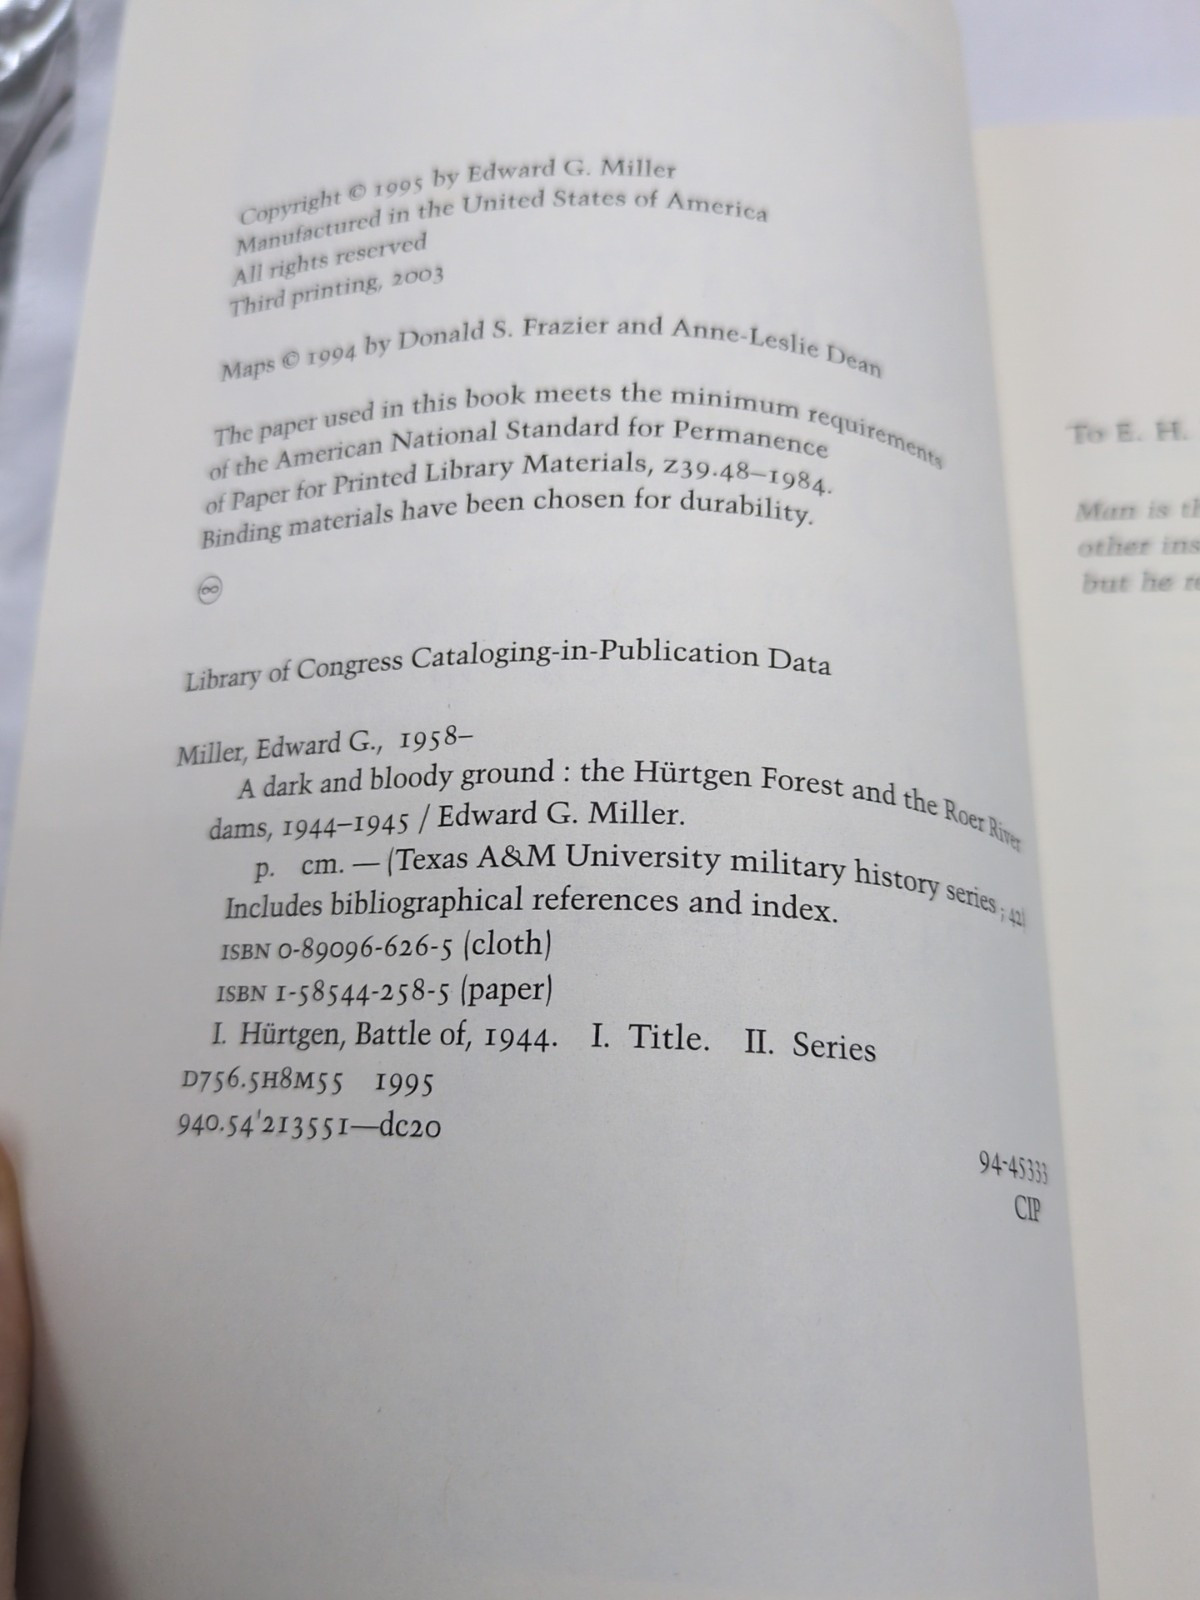 Copyright © 1995 by Edward G. Miller
Manufactured in the United States of America
All rights reserved
Third printing, 2003
Maps © 1994 by Donald S. Frazier and Anne-Leslie Dean
The paper used in this book meets the minimum requirements
of the American National Standard for Permanence
of Paper for Printed Library Materials, Z39.48–1984.
Binding materials have been chosen for durability.
∞
Library of Congress Cataloging-in-Publication Data
Miller, Edward G., 1958–
A dark and bloody ground : the Hürtgen Forest and the Roer River
dams, 1944–1945 / Edward G. Miller.
p. cm. — (Texas A&M University military history series ; 42)
Includes bibliographical references and index.
ISBN 0-89096-626-5 (cloth)
ISBN 1-58544-258-5 (paper)
I. Hürtgen, Battle of, 1944. I. Title. II. Series
D756.5H8M55 1995
940.54'213551—dc20
94-45333
CIP
To E. H.
Man is
other
but he